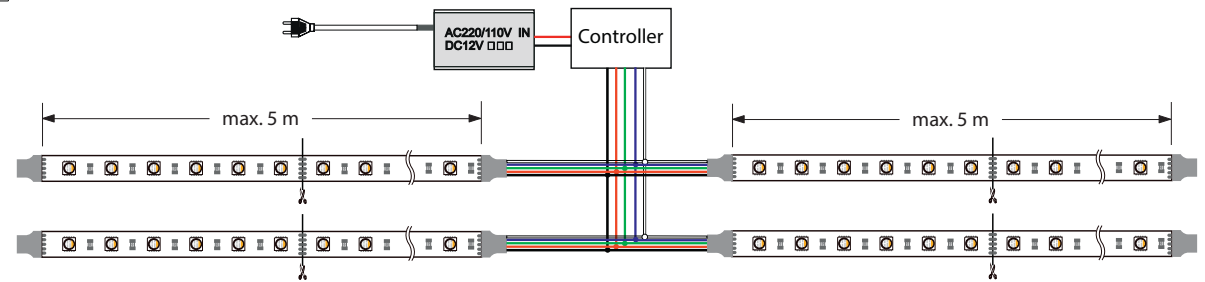 AC220/110V IN
DC12V □□□
Controller
max. 5 m
max. 5 m